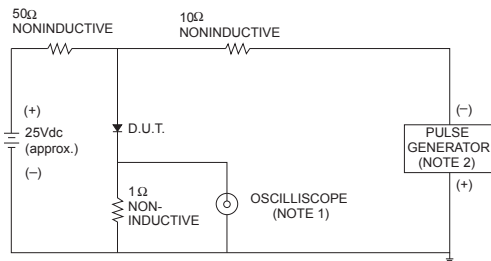 50Ω
NONINDUCTIVE
10Ω
NONINDUCTIVE
(+)
25Vdc
(approx.)
(−)
D.U.T.
1Ω
NON-
INDUCTIVE
OSCILLISCOPE
(NOTE 1)
(−)
PULSE
GENERATOR
(NOTE 2)
(+)